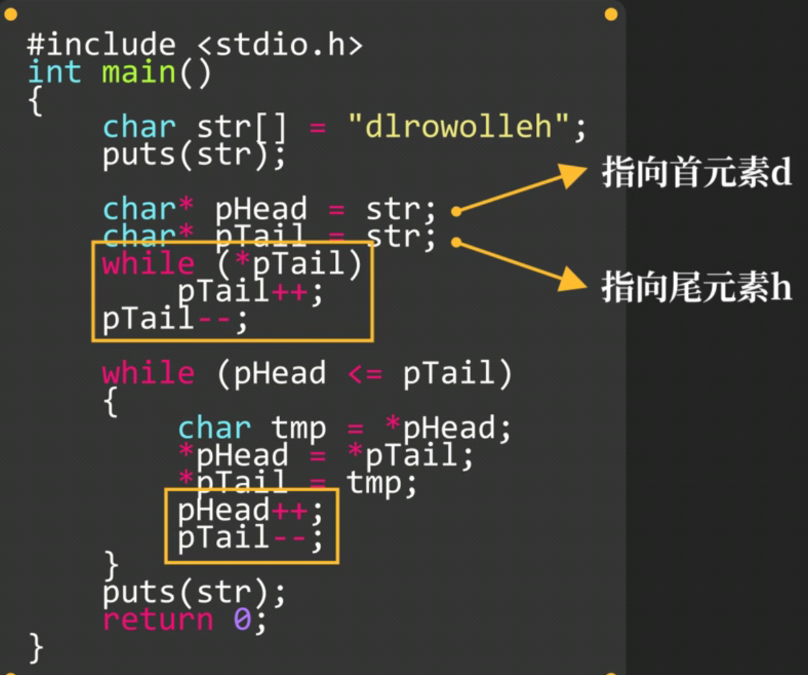 #include <stdio.h>
int main()
{
    char str[] = "dlrowolleh";
    puts(str);
    char* pHead = str;
指向首元素d
    char* pTail = str;
指向尾元素h
    while (*pTail)
        pTail++;
    pTail--;
    while (pHead <= pTail)
    {
        char tmp = *pHead;
        *pHead = *pTail;
        *pTail = tmp;
        pHead++;
        pTail--;
    }
    puts(str);
    return 0;
}